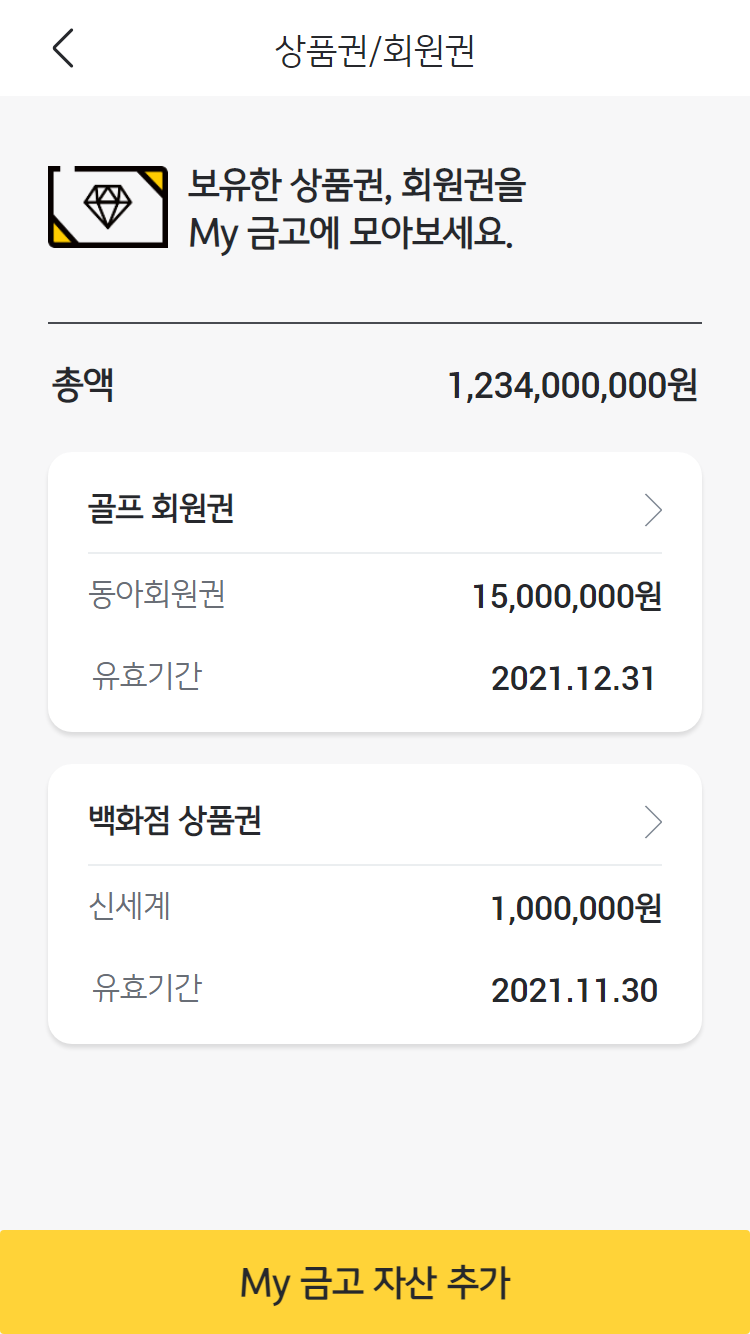 상품권/회원권
보유한 상품권, 회원권을
My 금고에 모아보세요.
총액 1,234,000,000원
골프 회원권
동아회원권 15,000,000원
유효기간 2021.12.31
백화점 상품권
신세계 1,000,000원
유효기간 2021.11.30
My 금고 자산 추가